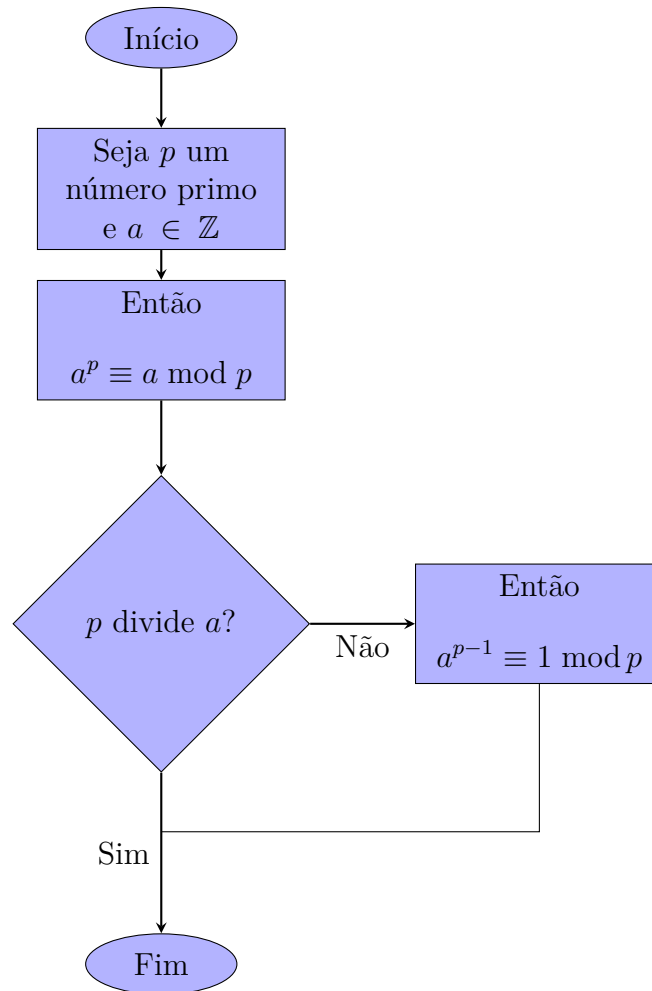 Início
Seja p um
número primo
e a ∈ ℤ
Então
a^p ≡ a mod p
p divide a?
Não
Então
a^{p−1} ≡ 1 mod p
Sim
Fim